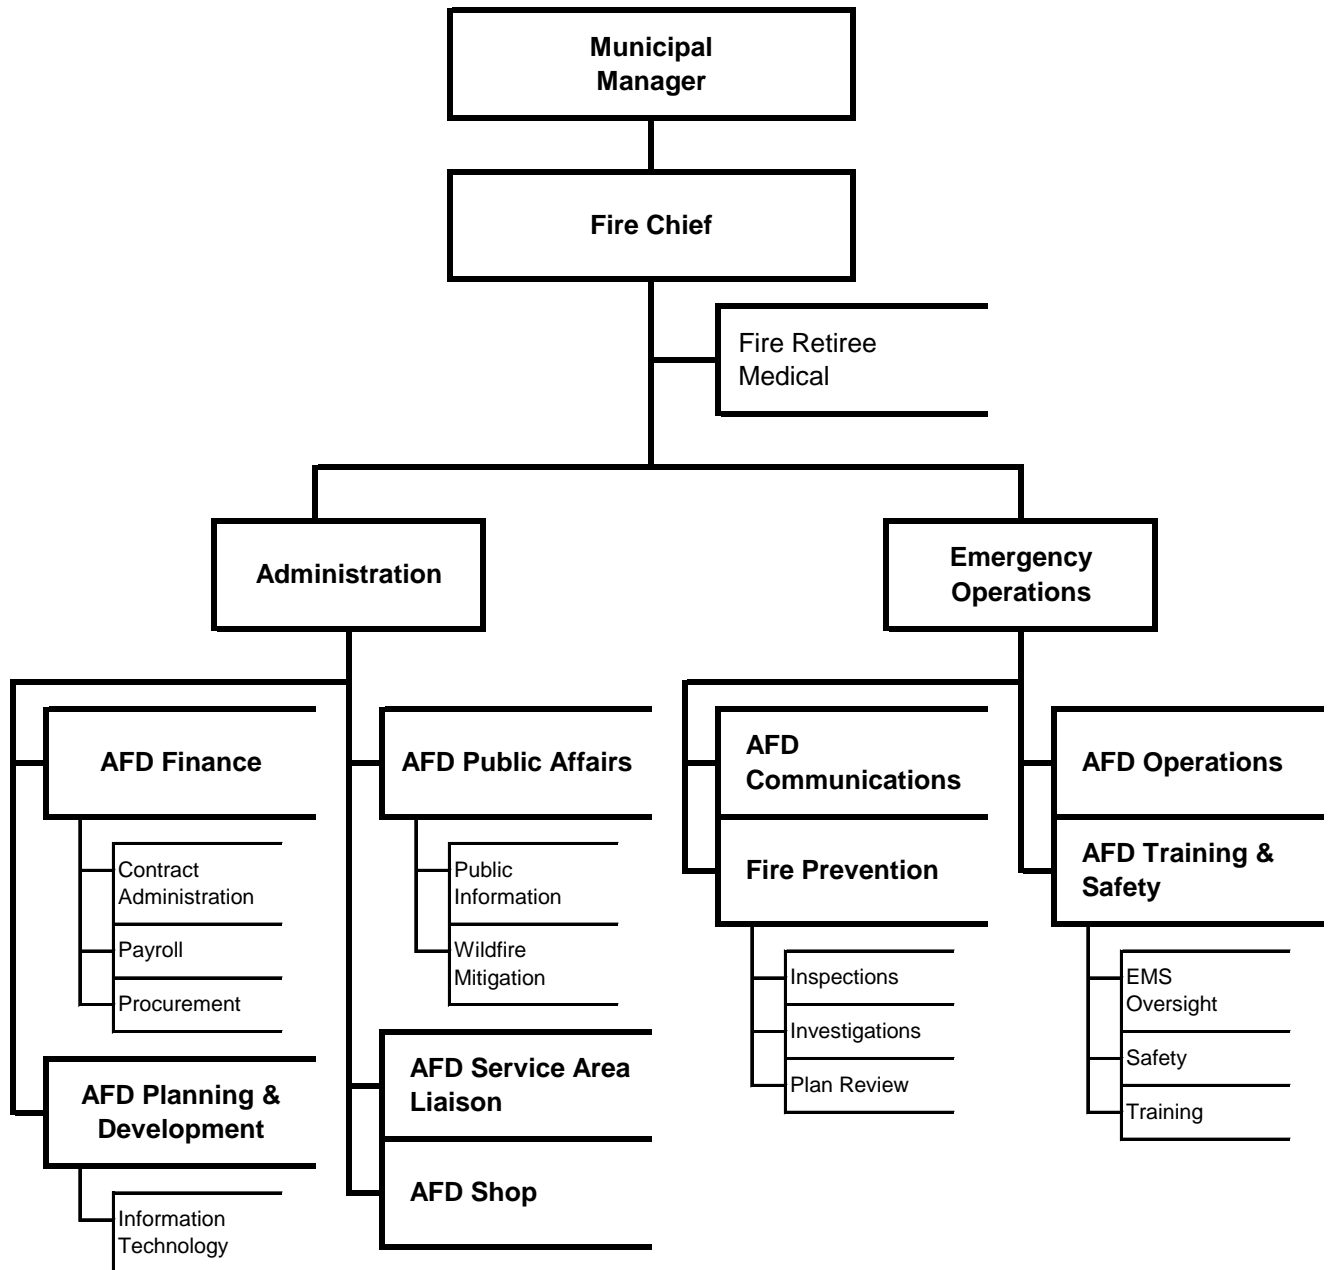 Municipal
Manager
Fire Chief
Fire Retiree
Medical
Administration
Emergency
Operations
AFD Finance
Contract
Administration
Payroll
Procurement
AFD Planning &
Development
Information
Technology
AFD Public Affairs
Public
Information
Wildfire
Mitigation
AFD Service Area
Liaison
AFD Shop
AFD
Communications
Fire Prevention
Inspections
Investigations
Plan Review
AFD Operations
AFD Training &
Safety
EMS
Oversight
Safety
Training